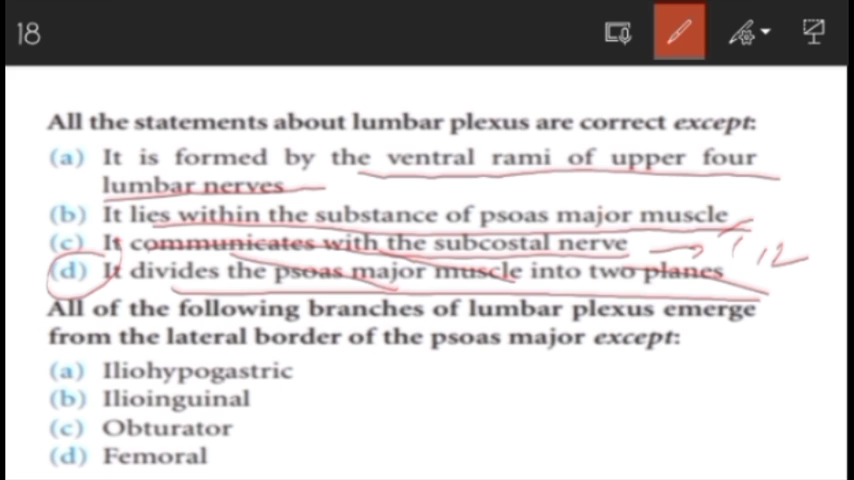 18
All the statements about lumbar plexus are correct except:
(a) It is formed by the ventral rami of upper four
lumbar nerves
(b) It lies within the substance of psoas major muscle
(c) It communicates with the subcostal nerve
T12
(d) It divides the psoas major muscle into two planes
All of the following branches of lumbar plexus emerge
from the lateral border of the psoas major except:
(a) Iliohypogastric
(b) Ilioinguinal
(c) Obturator
(d) Femoral